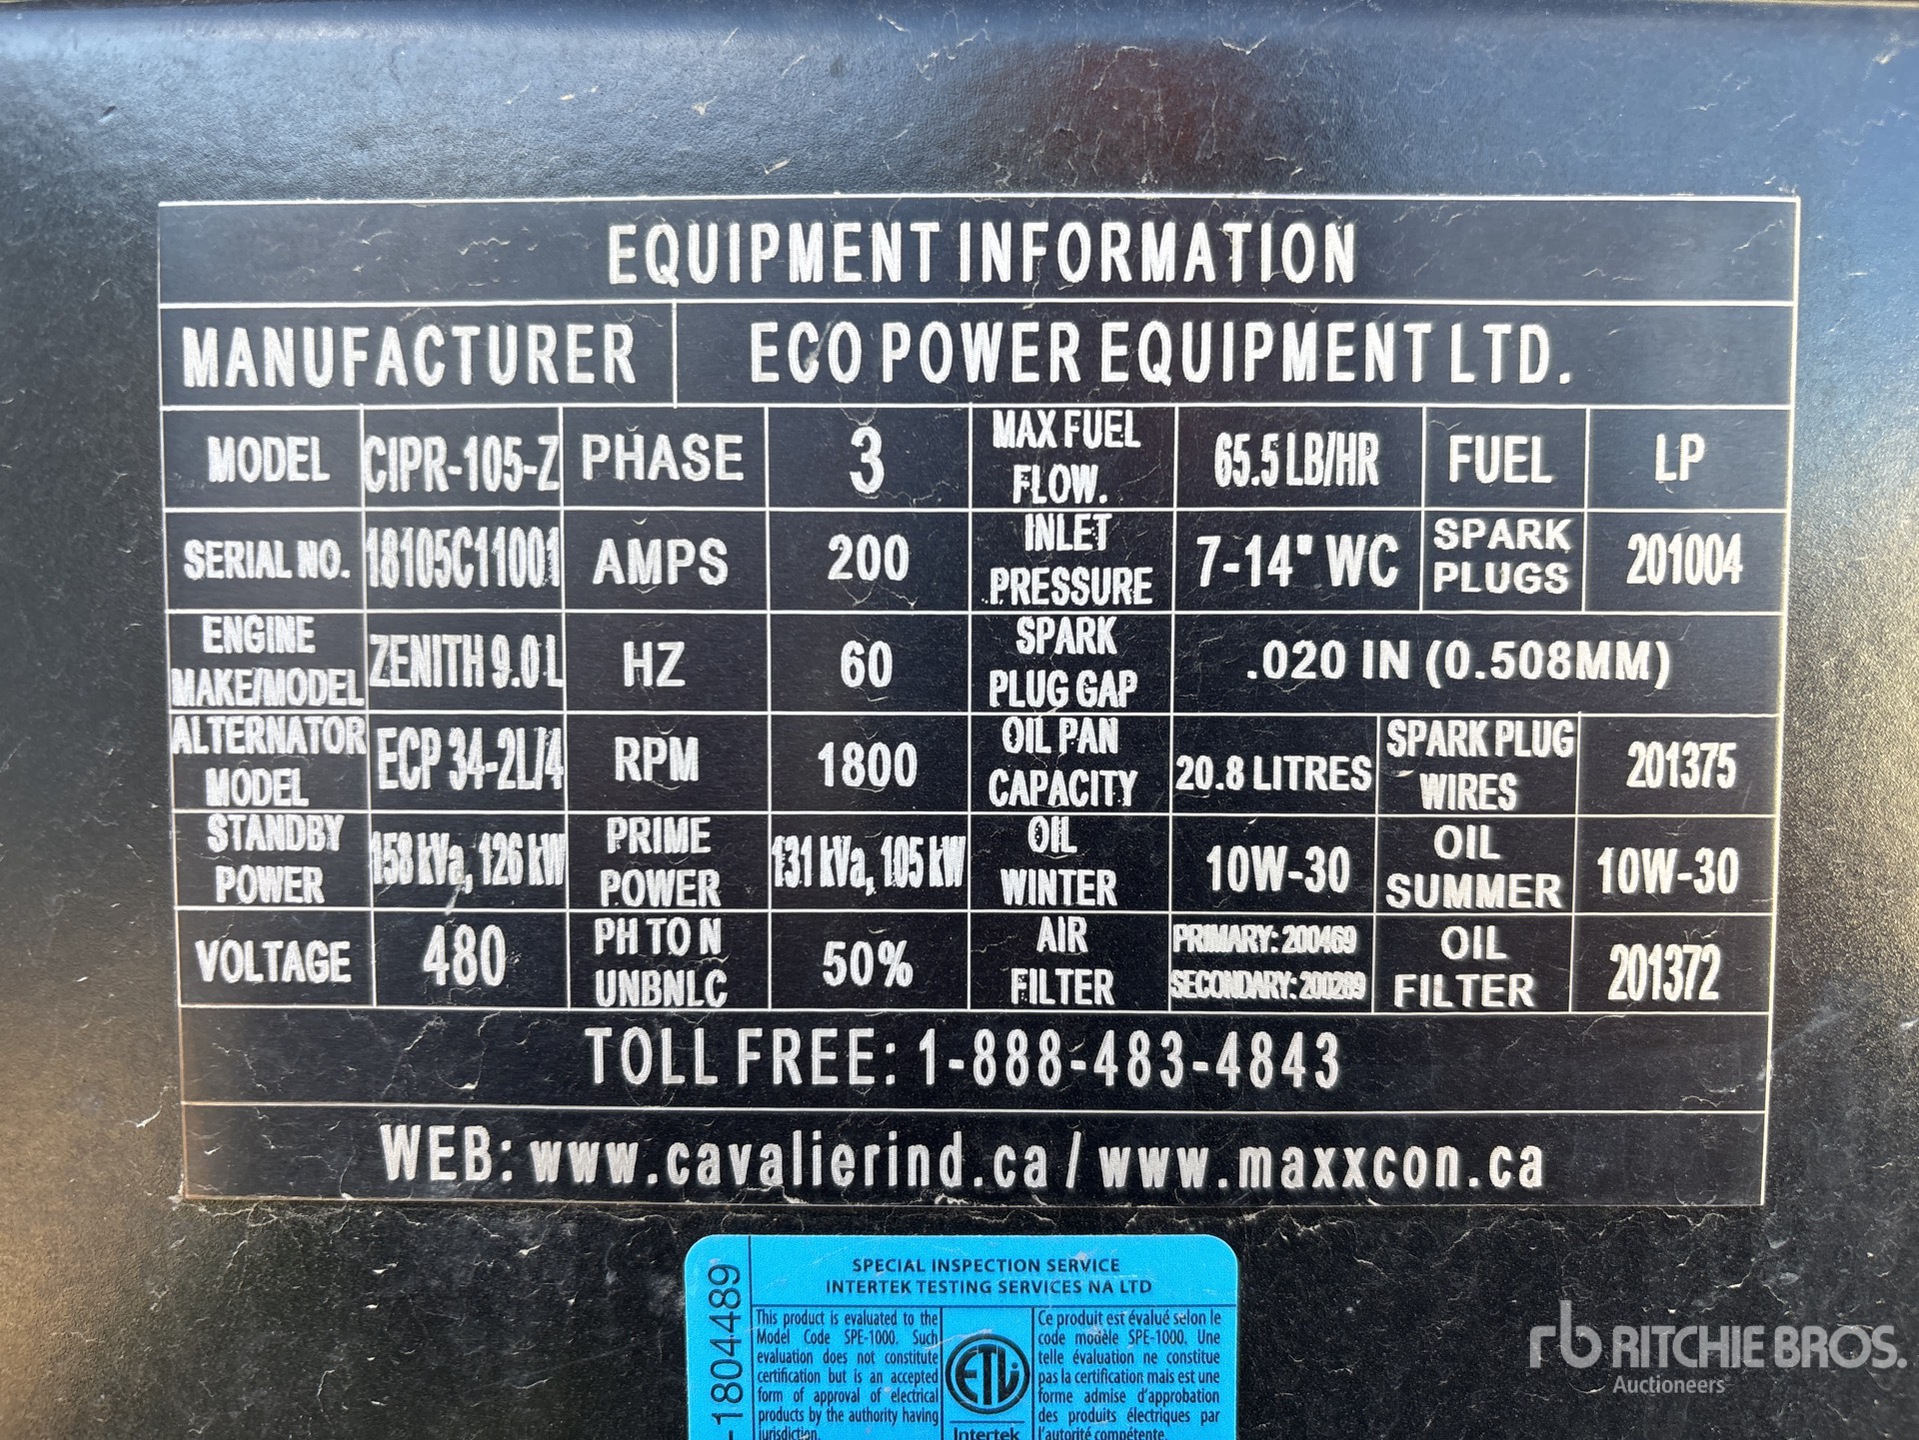 EQUIPMENT INFORMATION
MANUFACTURER ECO POWER EQUIPMENT LTD.
MODEL CIPR-105-Z PHASE 3 MAX FUEL FLOW. 65.5 LB/HR FUEL LP
SERIAL NO. 18105C11001 AMPS 200 INLET PRESSURE 7-14" WC SPARK PLUGS 201004
ENGINE MAKE/MODEL ZENITH 9.0L HZ 60 SPARK PLUG GAP .020 IN (0.508MM)
ALTERNATOR MODEL ECP 34-2L/4 RPM 1800 OIL PAN CAPACITY 20.8 LITRES SPARK PLUG WIRES 201375
STANDBY POWER 158 kVa, 126 kW PRIME POWER 131 kVa, 105 kW OIL WINTER 10W-30 OIL SUMMER 10W-30
VOLTAGE 480 PH TO N UNBNLC 50% AIR FILTER PRIMARY: 200469 SECONDARY: 200289 OIL FILTER 201372
TOLL FREE: 1-888-483-4843
WEB: www.cavalierind.ca / www.maxxcon.ca
SPECIAL INSPECTION SERVICE
INTERTEK TESTING SERVICES NA LTD
1804489
This product is evaluated to the
Model Code SPE-1000. Such
evaluation does not constitute
certification but is an accepted
form of approval of electrical
products by the authority having
jurisdiction.
ETL
Intertek
Ce produit est évalué selon le
code modèle SPE-1000. Une
telle évaluation ne constitue
pas la certification mais est une
forme admise d'approbation
des produits électriques par
l'autorité compétente.
rb RITCHIE BROS.
Auctioneers